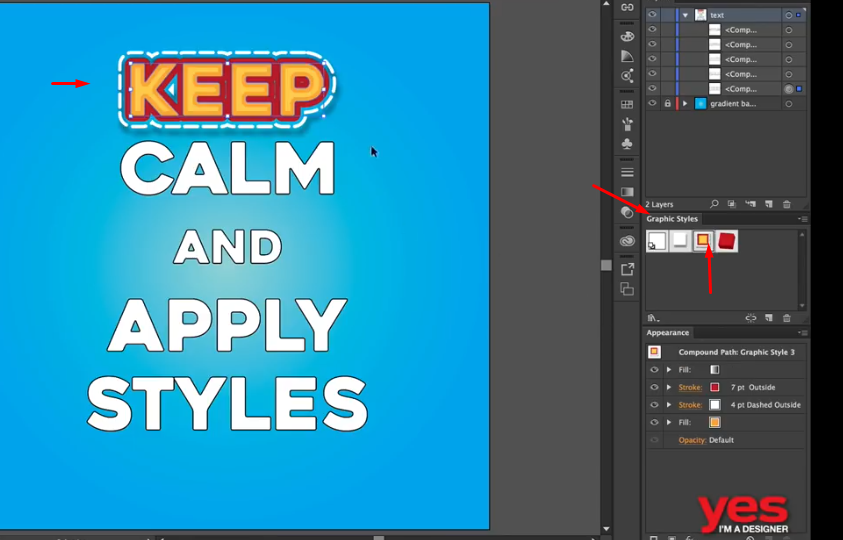 text
<Comp...
<Comp...
<Comp...
<Comp...
<Comp...
gradient ba...
2 Layers
Graphic Styles
Appearance
Compound Path: Graphic Style 3
Fill:
Stroke: 7 pt Outside
Stroke: 4 pt Dashed Outside
Fill:
Opacity: Default
KEEP
CALM
AND
APPLY
STYLES
yes
I'M A DESIGNER